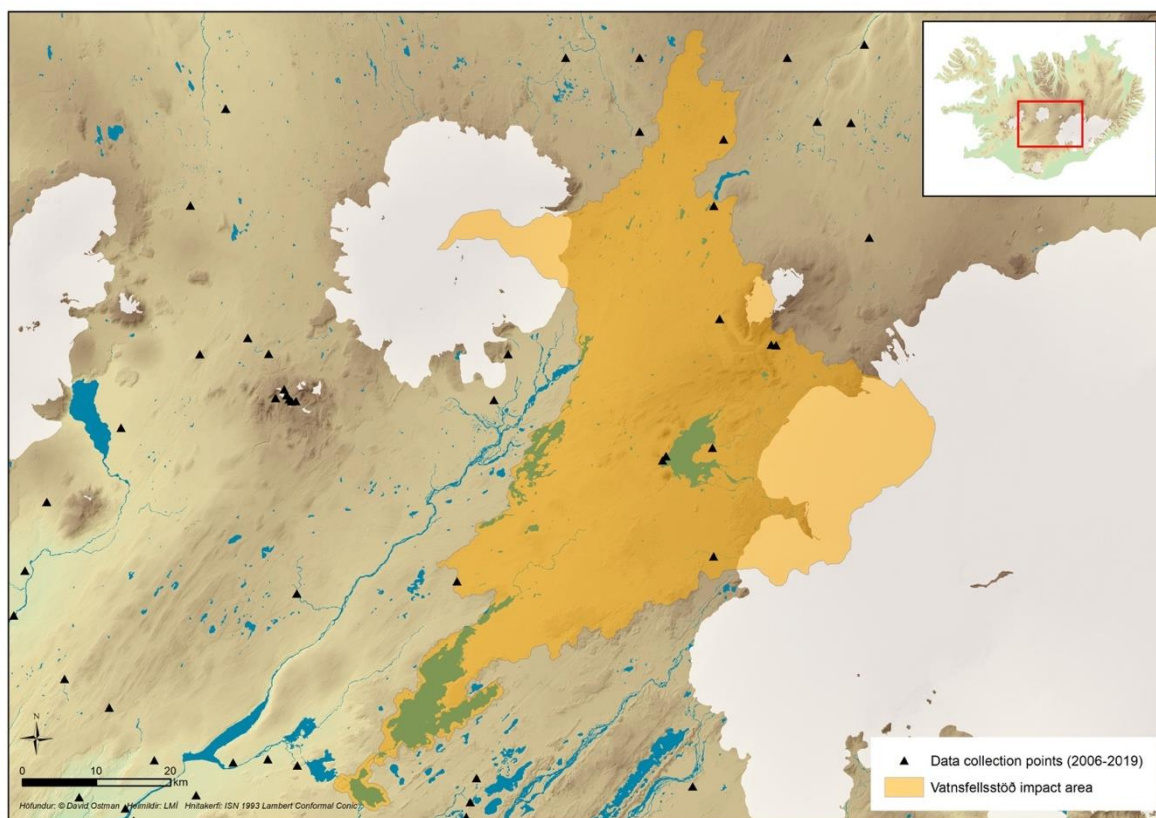 N
0 10 20
km
Höfundur: © David Ostman Heimildir: LMÍ Hnitakerfi: ISN 1993 Lambert Conformal Conic
Data collection points (2006-2019)
Vatnsfellsstöð impact area